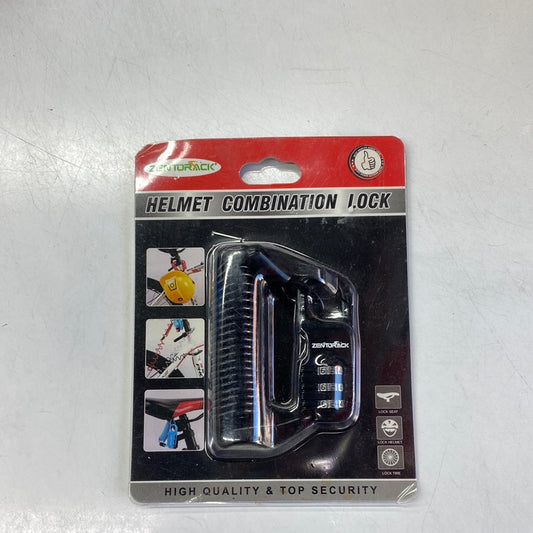 ZENTORACK
HELMET COMBINATION LOCK
ZENTORACK
LOCK SEAT
LOCK HELMET
LOCK TIRE
HIGH QUALITY & TOP SECURITY